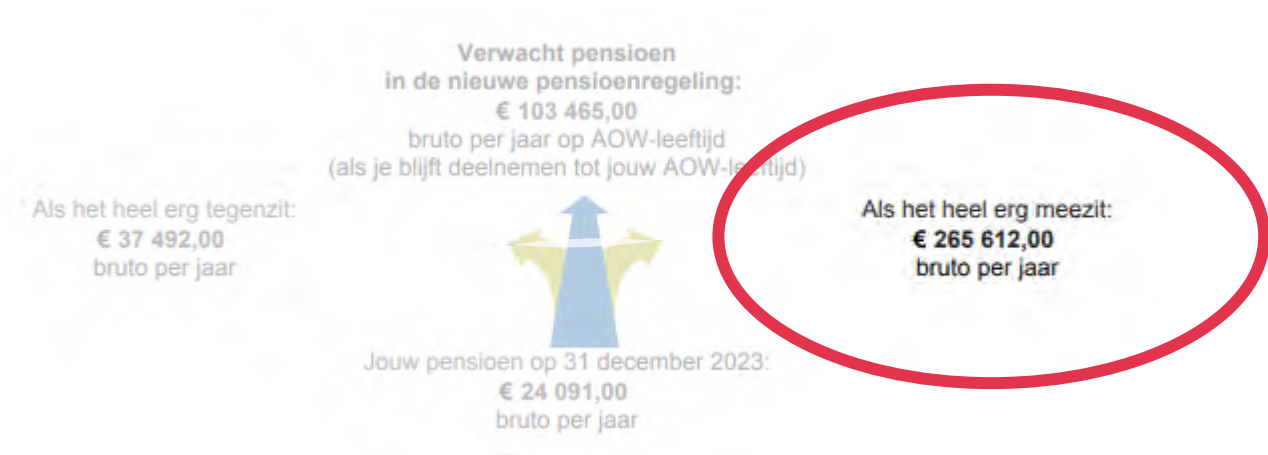 Verwacht pensioen
in de nieuwe pensioenregeling:
€ 103 465,00
bruto per jaar op AOW-leeftijd
(als je blijft deelnemen tot jouw AOW-leeftijd)
Als het heel erg tegenzit:
€ 37 492,00
bruto per jaar
Als het heel erg meezit:
€ 265 612,00
bruto per jaar
Jouw pensioen op 31 december 2023:
€ 24 091,00
bruto per jaar